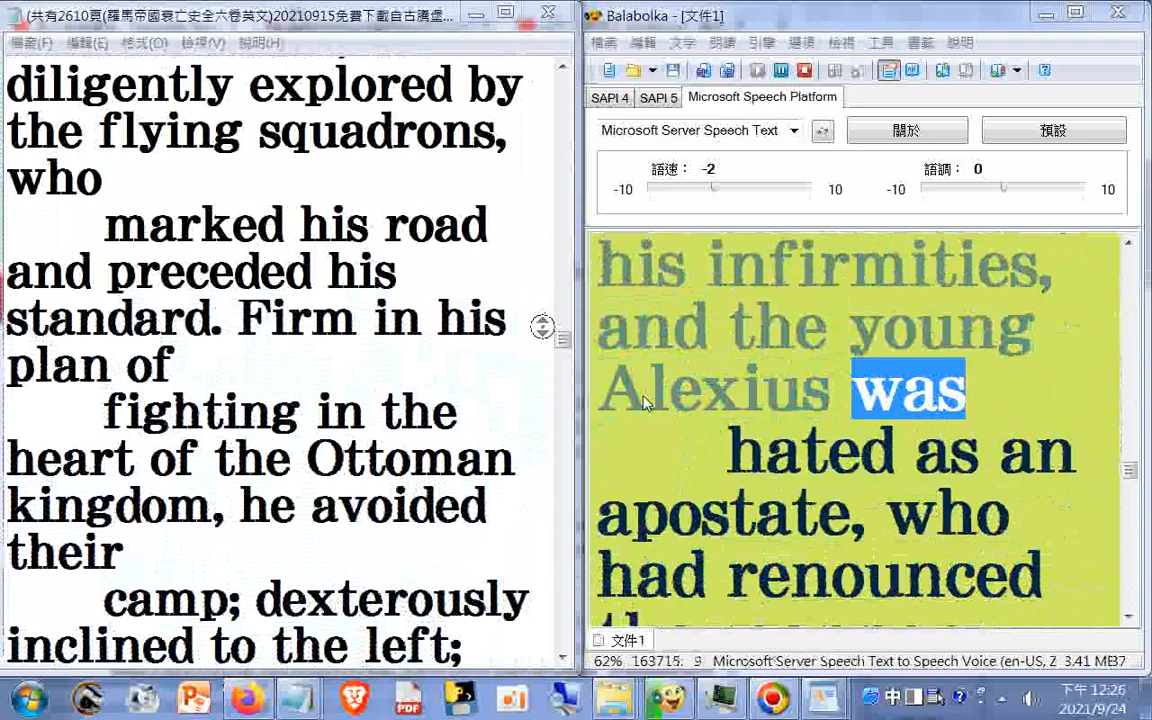 (共有2610頁(羅馬帝國衰亡史全六卷英文)20210915免費下載自古騰堡...
檔案(F) 編輯(E) 格式(O) 檢視(V) 說明(H)
diligently explored by
the flying squadrons,
who
marked his road
and preceded his
standard. Firm in his
plan of
fighting in the
heart of the Ottoman
kingdom, he avoided
their
camp; dexterously
inclined to the left;
Balabolka - [文件1]
檔案 編輯 文字 朗讀 引擎 選項 檢視 工具 書籤 說明
SAPI 4 SAPI 5 Microsoft Speech Platform
Microsoft Server Speech Text 關於 預設
語速： -2 語調： 0
-10 10 -10 10
his infirmities,
and the young
Alexius was
hated as an
apostate, who
had renounced
文件1
62% 163715: 9 Microsoft Server Speech Text to Speech Voice (en-US, Z 3.41 MB37
中
下午 12:26
2021/9/24